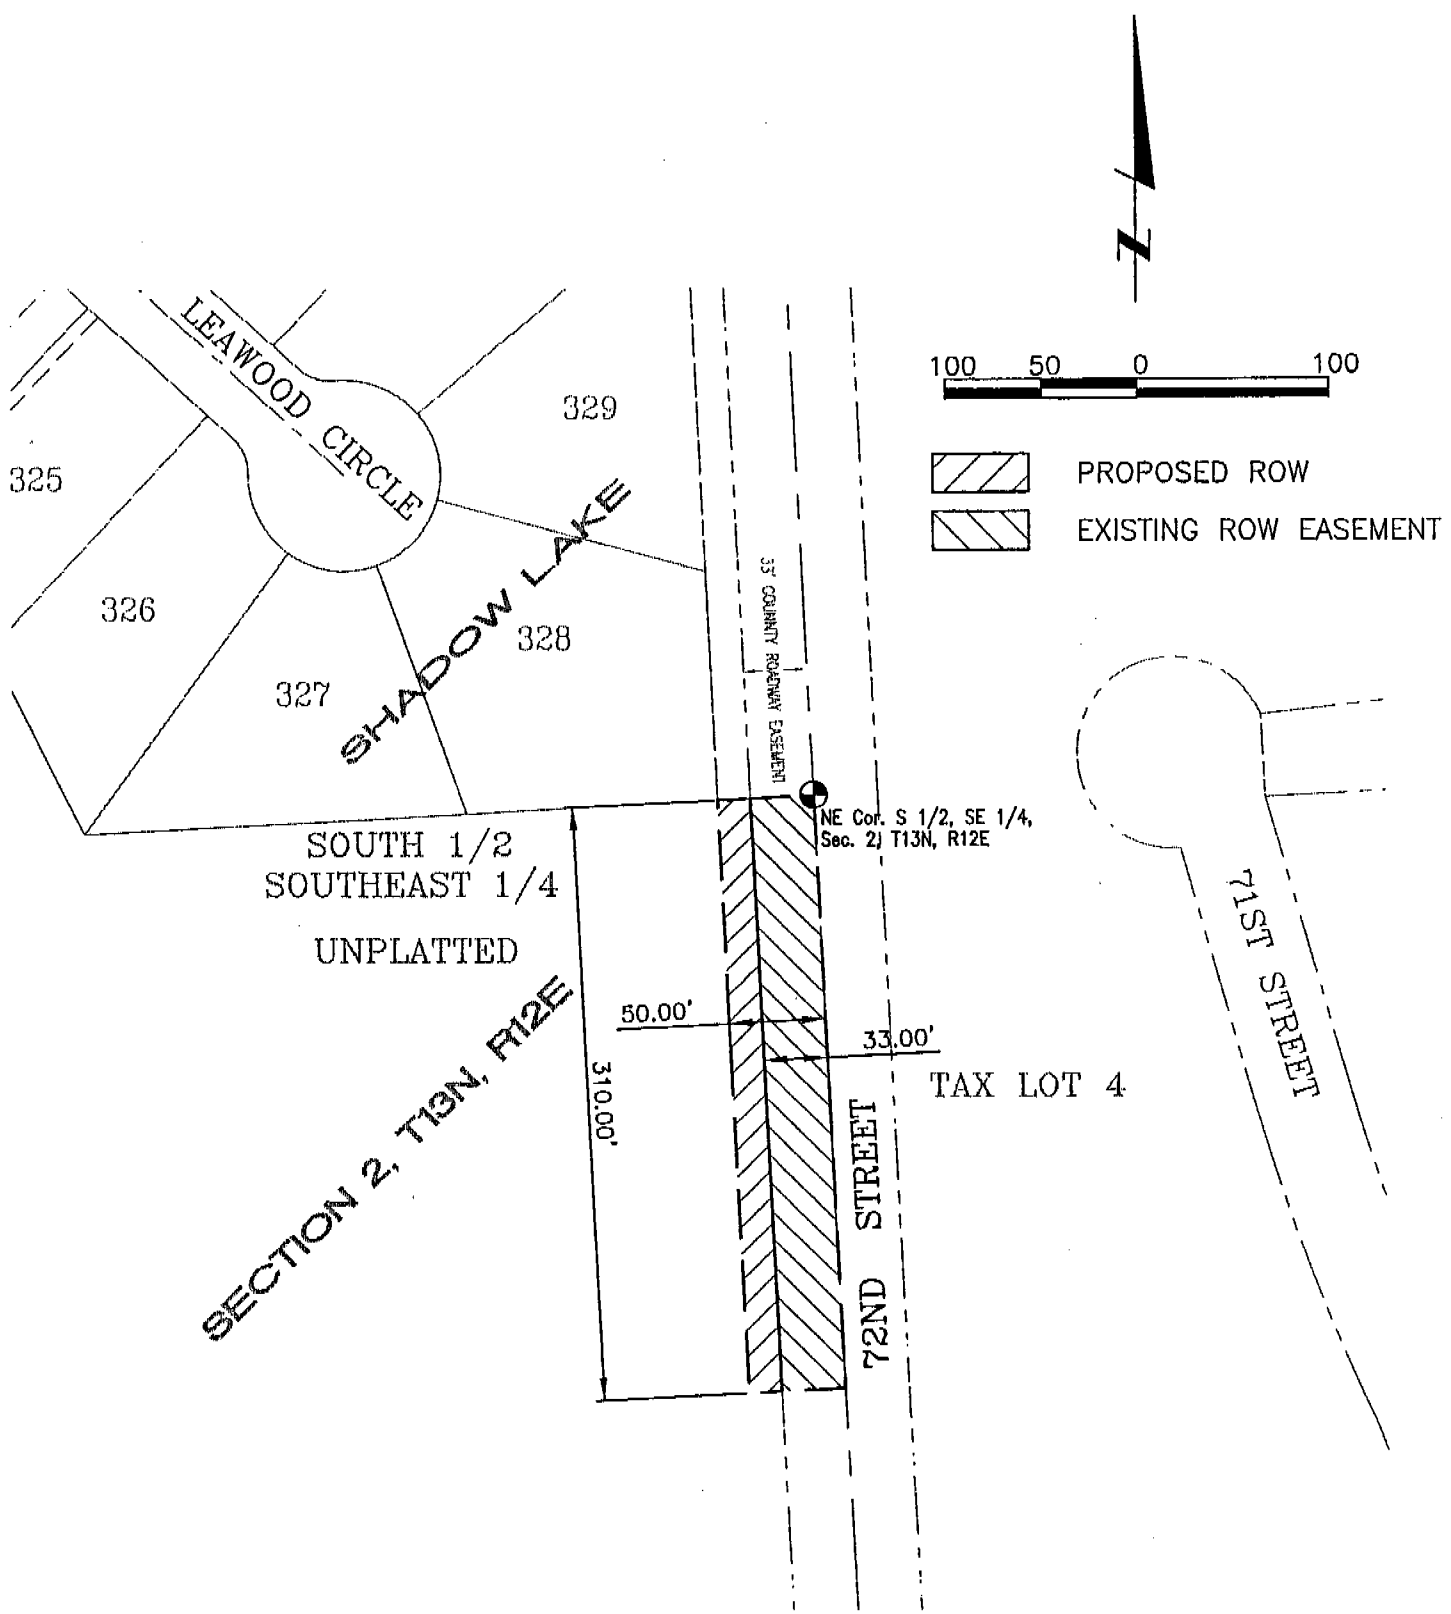 N
100 50 0 100
PROPOSED ROW
EXISTING ROW EASEMENT
LEAWOOD CIRCLE
329
325
326
SHADOW LAKE
328
327
33' COUNNTY ROADWAY EASEMENT
NE Cor. S 1/2, SE 1/4,
Sec. 2, T13N, R12E
SOUTH 1/2
SOUTHEAST 1/4
UNPLATTED
71ST STREET
SECTION 2, T13N, R12E
50.00'
33.00'
310.00'
TAX LOT 4
72ND STREET